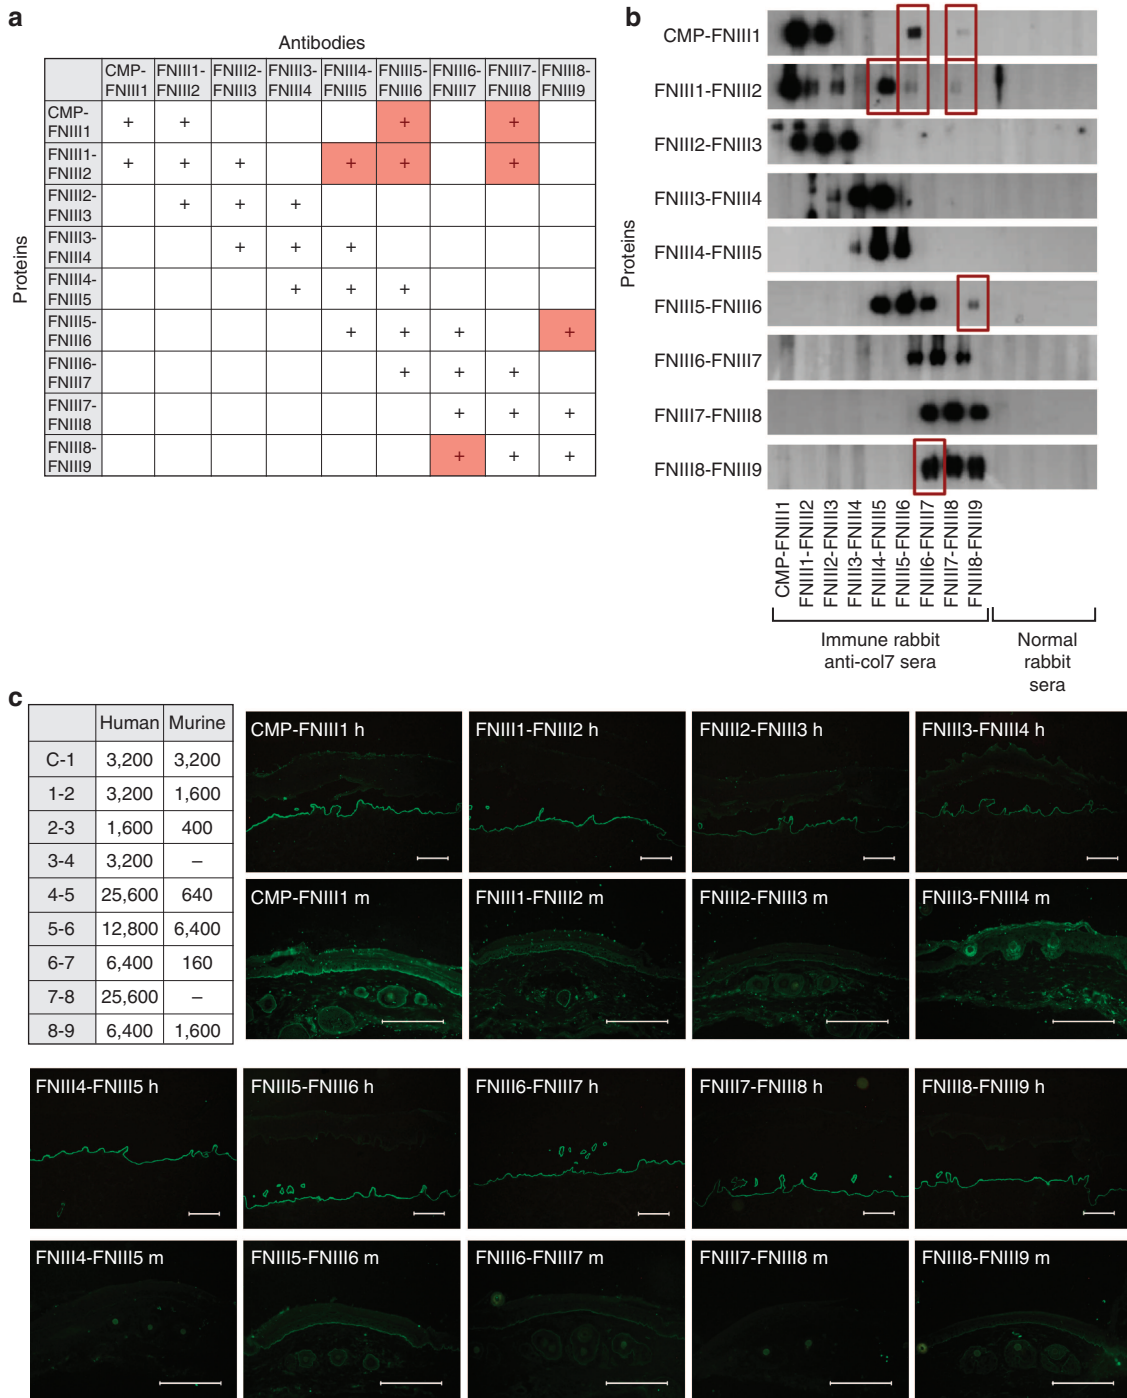 a
Antibodies
CMP- FNIII1- FNIII2- FNIII3- FNIII4- FNIII5- FNIII6- FNIII7- FNIII8-
FNIII1 FNIII2 FNIII3 FNIII4 FNIII5 FNIII6 FNIII7 FNIII8 FNIII9
Proteins
CMP-
FNIII1 + + + +
FNIII1-
FNIII2 + + + + + +
FNIII2-
FNIII3 + + +
FNIII3-
FNIII4 + + +
FNIII4-
FNIII5 + + +
FNIII5-
FNIII6 + + + +
FNIII6-
FNIII7 + + +
FNIII7-
FNIII8 + + +
FNIII8-
FNIII9 + + +
b
Proteins
CMP-FNIII1
FNIII1-FNIII2
FNIII2-FNIII3
FNIII3-FNIII4
FNIII4-FNIII5
FNIII5-FNIII6
FNIII6-FNIII7
FNIII7-FNIII8
FNIII8-FNIII9
CMP-FNIII1
FNIII1-FNIII2
FNIII2-FNIII3
FNIII3-FNIII4
FNIII4-FNIII5
FNIII5-FNIII6
FNIII6-FNIII7
FNIII7-FNIII8
FNIII8-FNIII9
Immune rabbit
anti-col7 sera
Normal
rabbit
sera
c
Human Murine
C-1 3,200 3,200
1-2 3,200 1,600
2-3 1,600 400
3-4 3,200 –
4-5 25,600 640
5-6 12,800 6,400
6-7 6,400 160
7-8 25,600 –
8-9 6,400 1,600
CMP-FNIII1 h
FNIII1-FNIII2 h
FNIII2-FNIII3 h
FNIII3-FNIII4 h
CMP-FNIII1 m
FNIII1-FNIII2 m
FNIII2-FNIII3 m
FNIII3-FNIII4 m
FNIII4-FNIII5 h
FNIII5-FNIII6 h
FNIII6-FNIII7 h
FNIII7-FNIII8 h
FNIII8-FNIII9 h
FNIII4-FNIII5 m
FNIII5-FNIII6 m
FNIII6-FNIII7 m
FNIII7-FNIII8 m
FNIII8-FNIII9 m